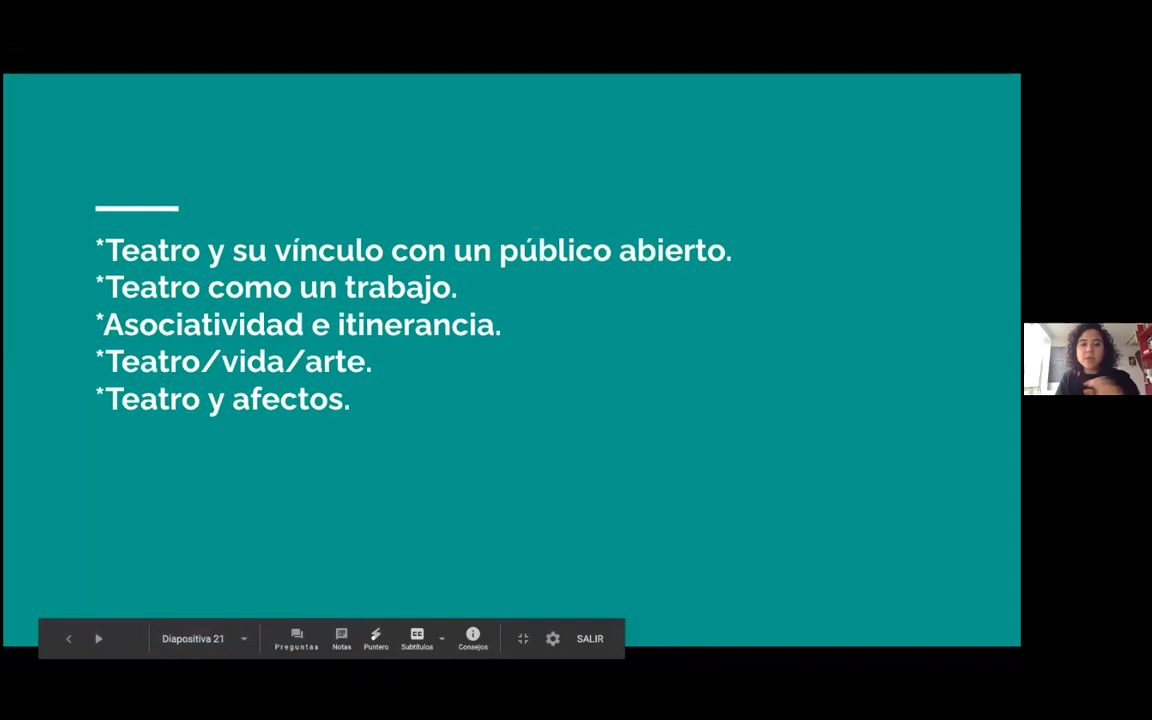 *Teatro y su vínculo con un público abierto.
*Teatro como un trabajo.
*Asociatividad e itinerancia.
*Teatro/vida/arte.
*Teatro y afectos.
Diapositiva 21
Preguntas
Notas
Puntero
CC
Subtítulos
Consejos
SALIR